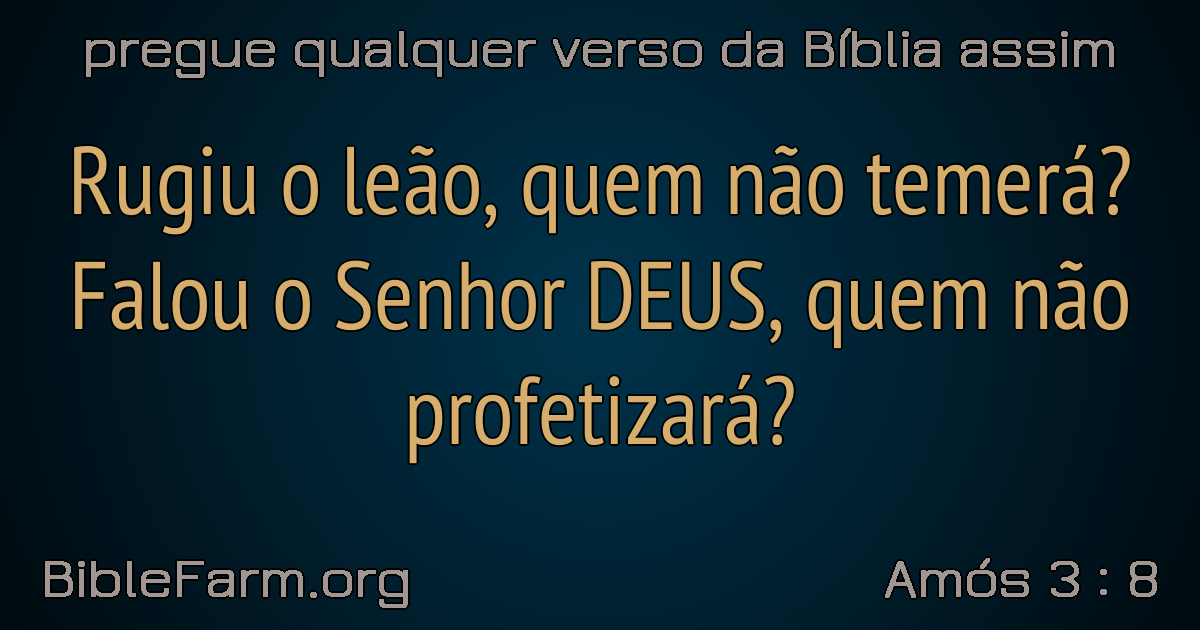 pregue qualquer verso da Bíblia assim
Rugiu o leão, quem não temerá?
Falou o Senhor DEUS, quem não
profetizará?
BibleFarm.org
Amós 3 : 8